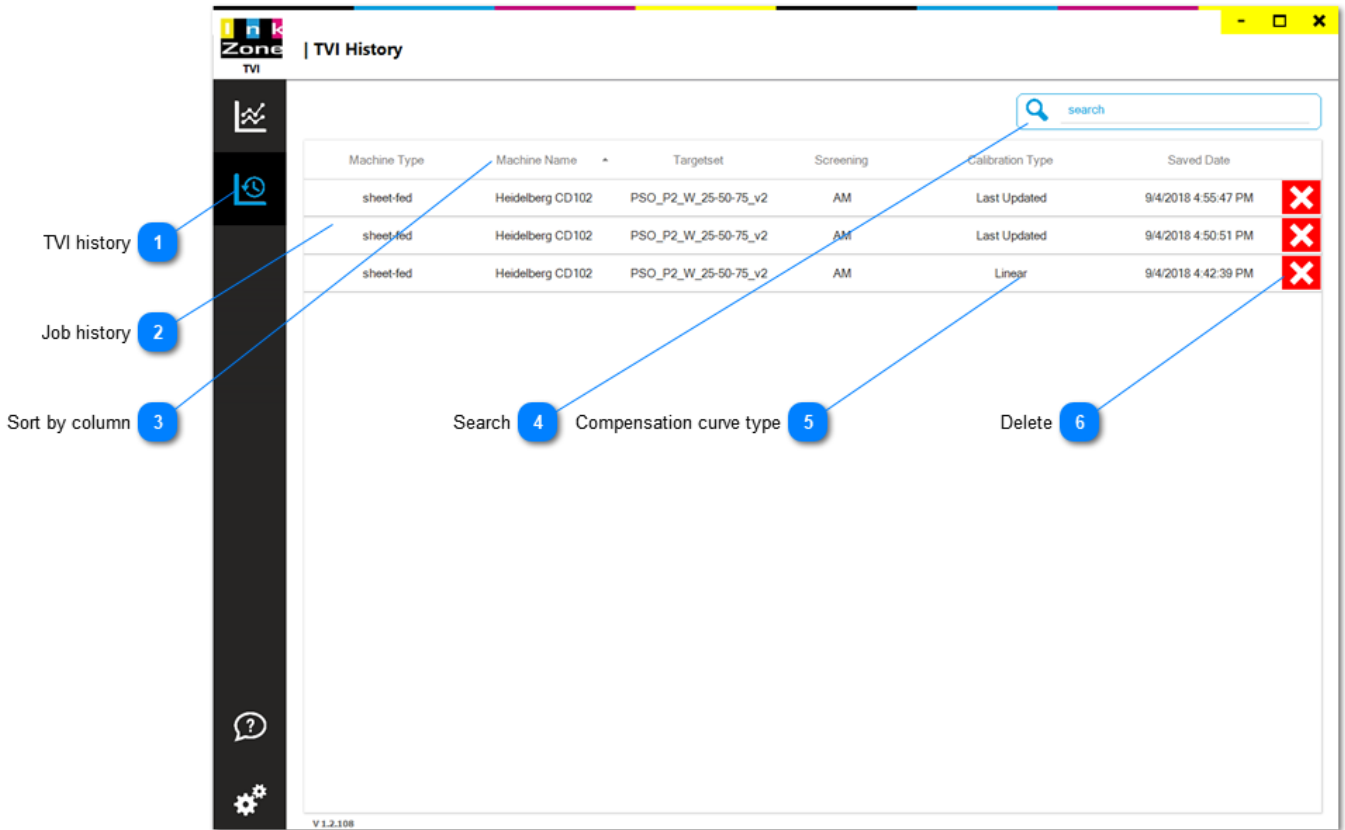 Ink
Zone
TVI
| TVI History
search
Machine Type Machine Name Targetset Screening Calibration Type Saved Date
sheet-fed Heidelberg CD102 PSO_P2_W_25-50-75_v2 AM Last Updated 9/4/2018 4:55:47 PM
sheet-fed Heidelberg CD102 PSO_P2_W_25-50-75_v2 AM Last Updated 9/4/2018 4:50:51 PM
sheet-fed Heidelberg CD102 PSO_P2_W_25-50-75_v2 AM Linear 9/4/2018 4:42:39 PM
TVI history 1
Job history 2
Sort by column 3
Search 4
Compensation curve type 5
Delete 6
?
V 1.2.108